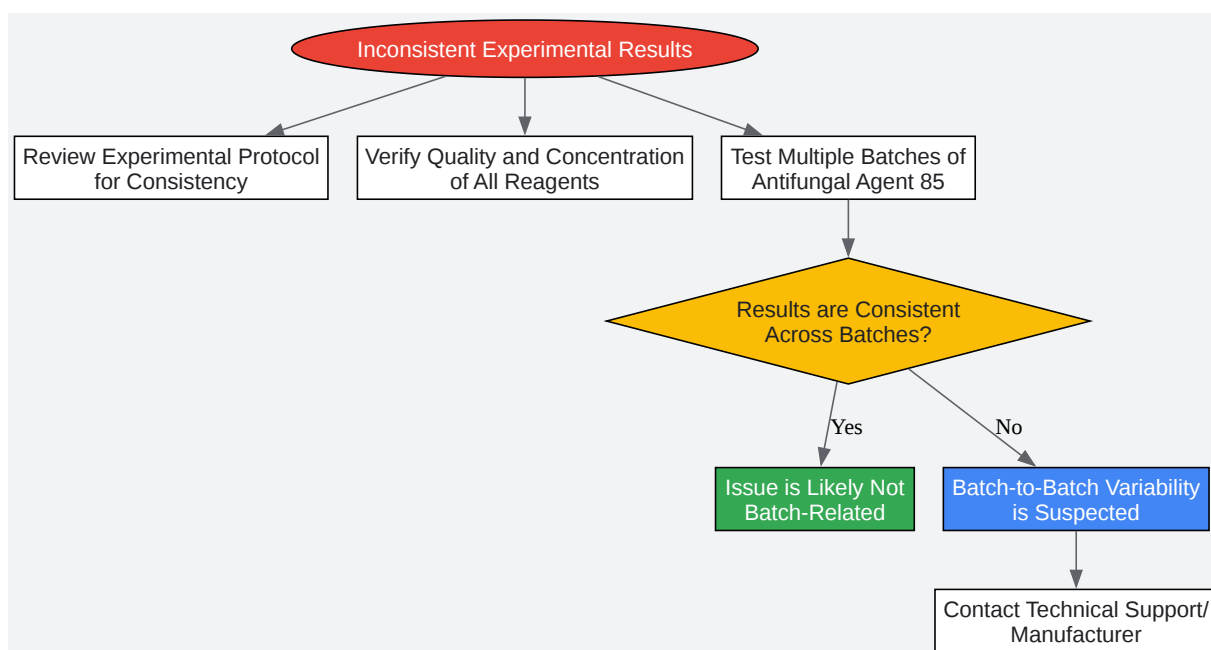 Inconsistent Experimental Results
Review Experimental Protocol
for Consistency
Verify Quality and Concentration
of All Reagents
Test Multiple Batches of
Antifungal Agent 85
Results are Consistent
Across Batches?
Yes
No
Issue is Likely Not
Batch-Related
Batch-to-Batch Variability
is Suspected
Contact Technical Support/
Manufacturer